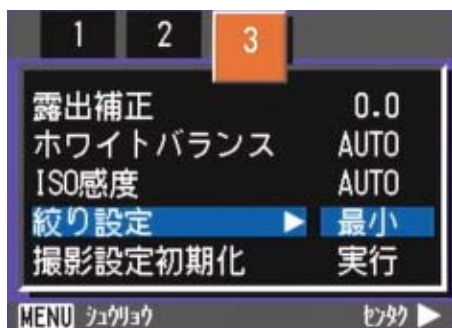 1 2 3
露出補正 0.0
ホワイトバランス AUTO
ISO感度 AUTO
絞り設定 ▶ 最小
撮影設定初期化 実行
MENU シュウリョウ センタク ▶